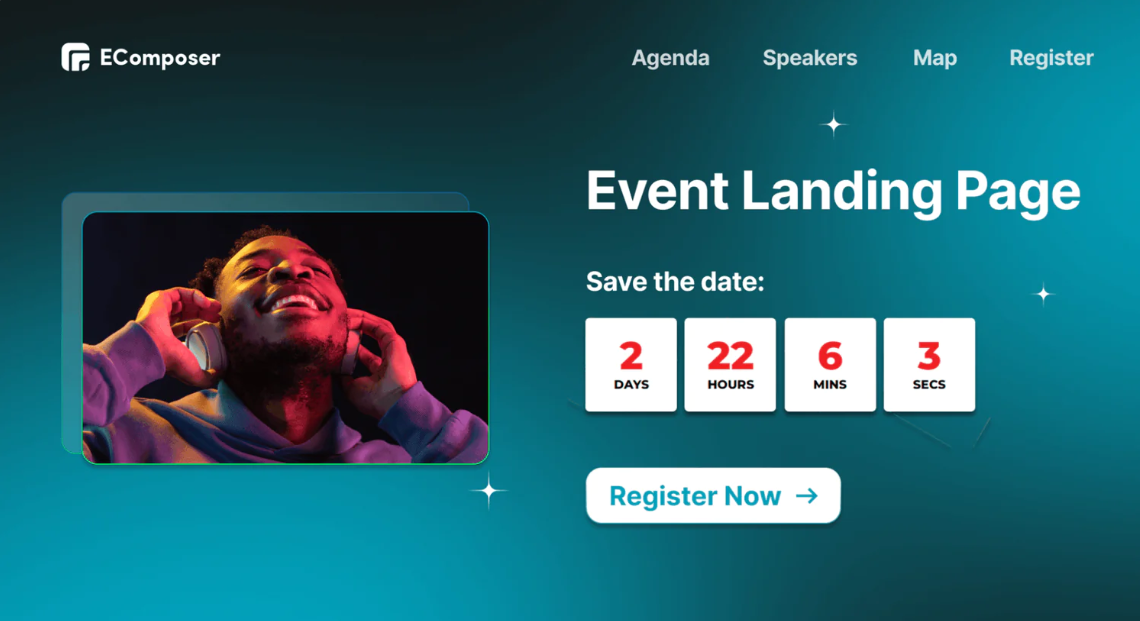 EComposer
Agenda Speakers Map Register
Event Landing Page
Save the date:
2 22 6 3
DAYS HOURS MINS SECS
Register Now →